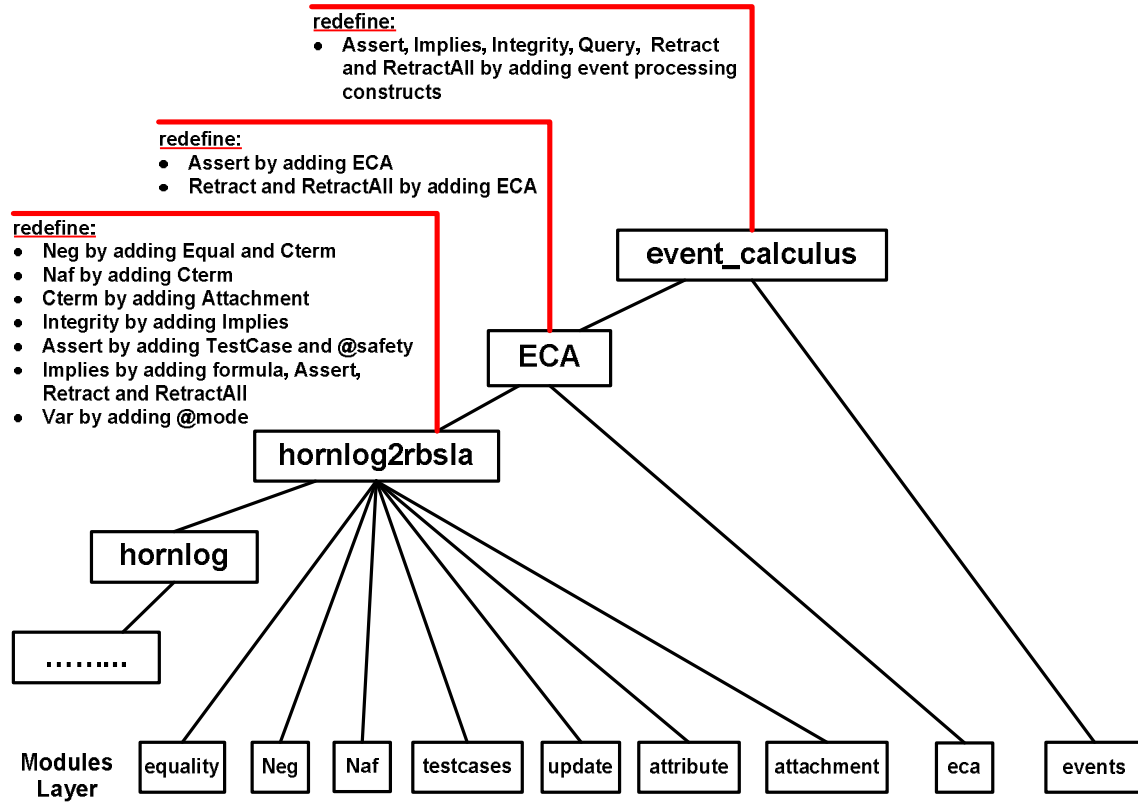 redefine:
● Assert, Implies, Integrity, Query, Retract
and RetractAll by adding event processing
constructs
redefine:
● Assert by adding ECA
● Retract and RetractAll by adding ECA
redefine:
● Neg by adding Equal and Cterm
● Naf by adding Cterm
● Cterm by adding Attachment
● Integrity by adding Implies
● Assert by adding TestCase and @safety
● Implies by adding formula, Assert,
Retract and RetractAll
● Var by adding @mode
event_calculus
ECA
hornlog2rbsla
hornlog
.........
Modules
Layer
equality
Neg
Naf
testcases
update
attribute
attachment
eca
events